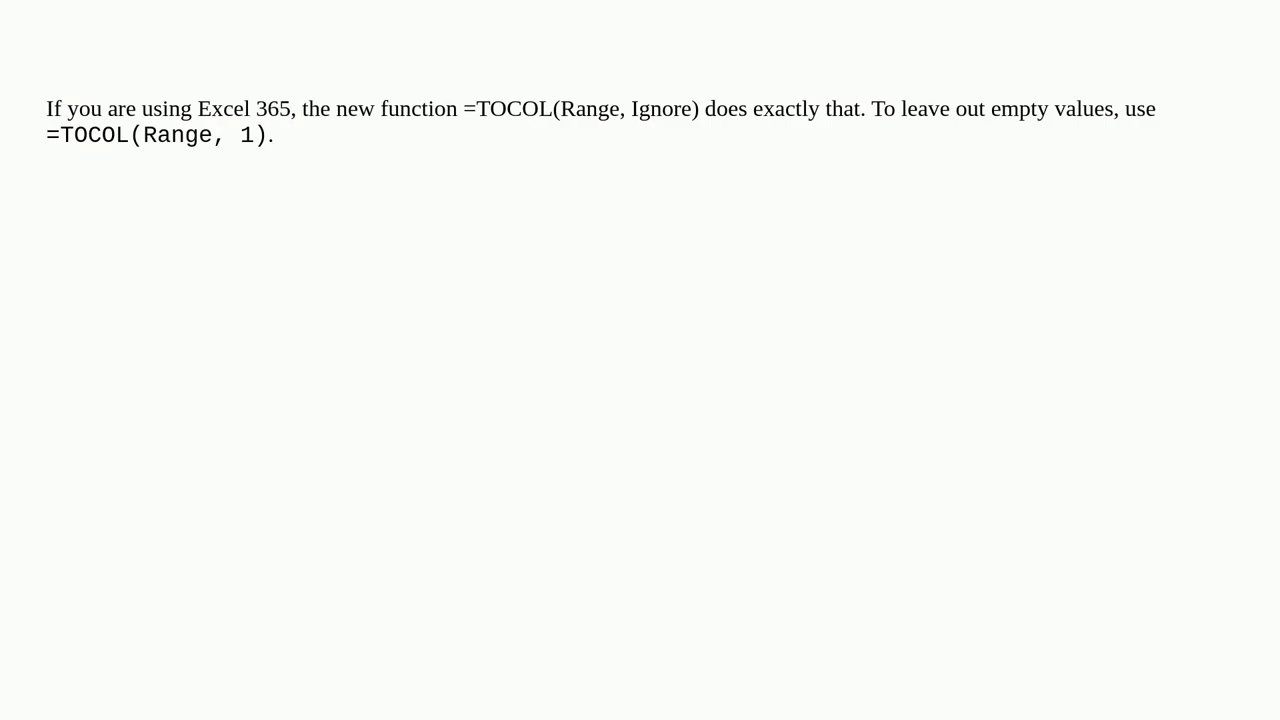 If you are using Excel 365, the new function =TOCOL(Range, Ignore) does exactly that. To leave out empty values, use
=TOCOL(Range, 1).